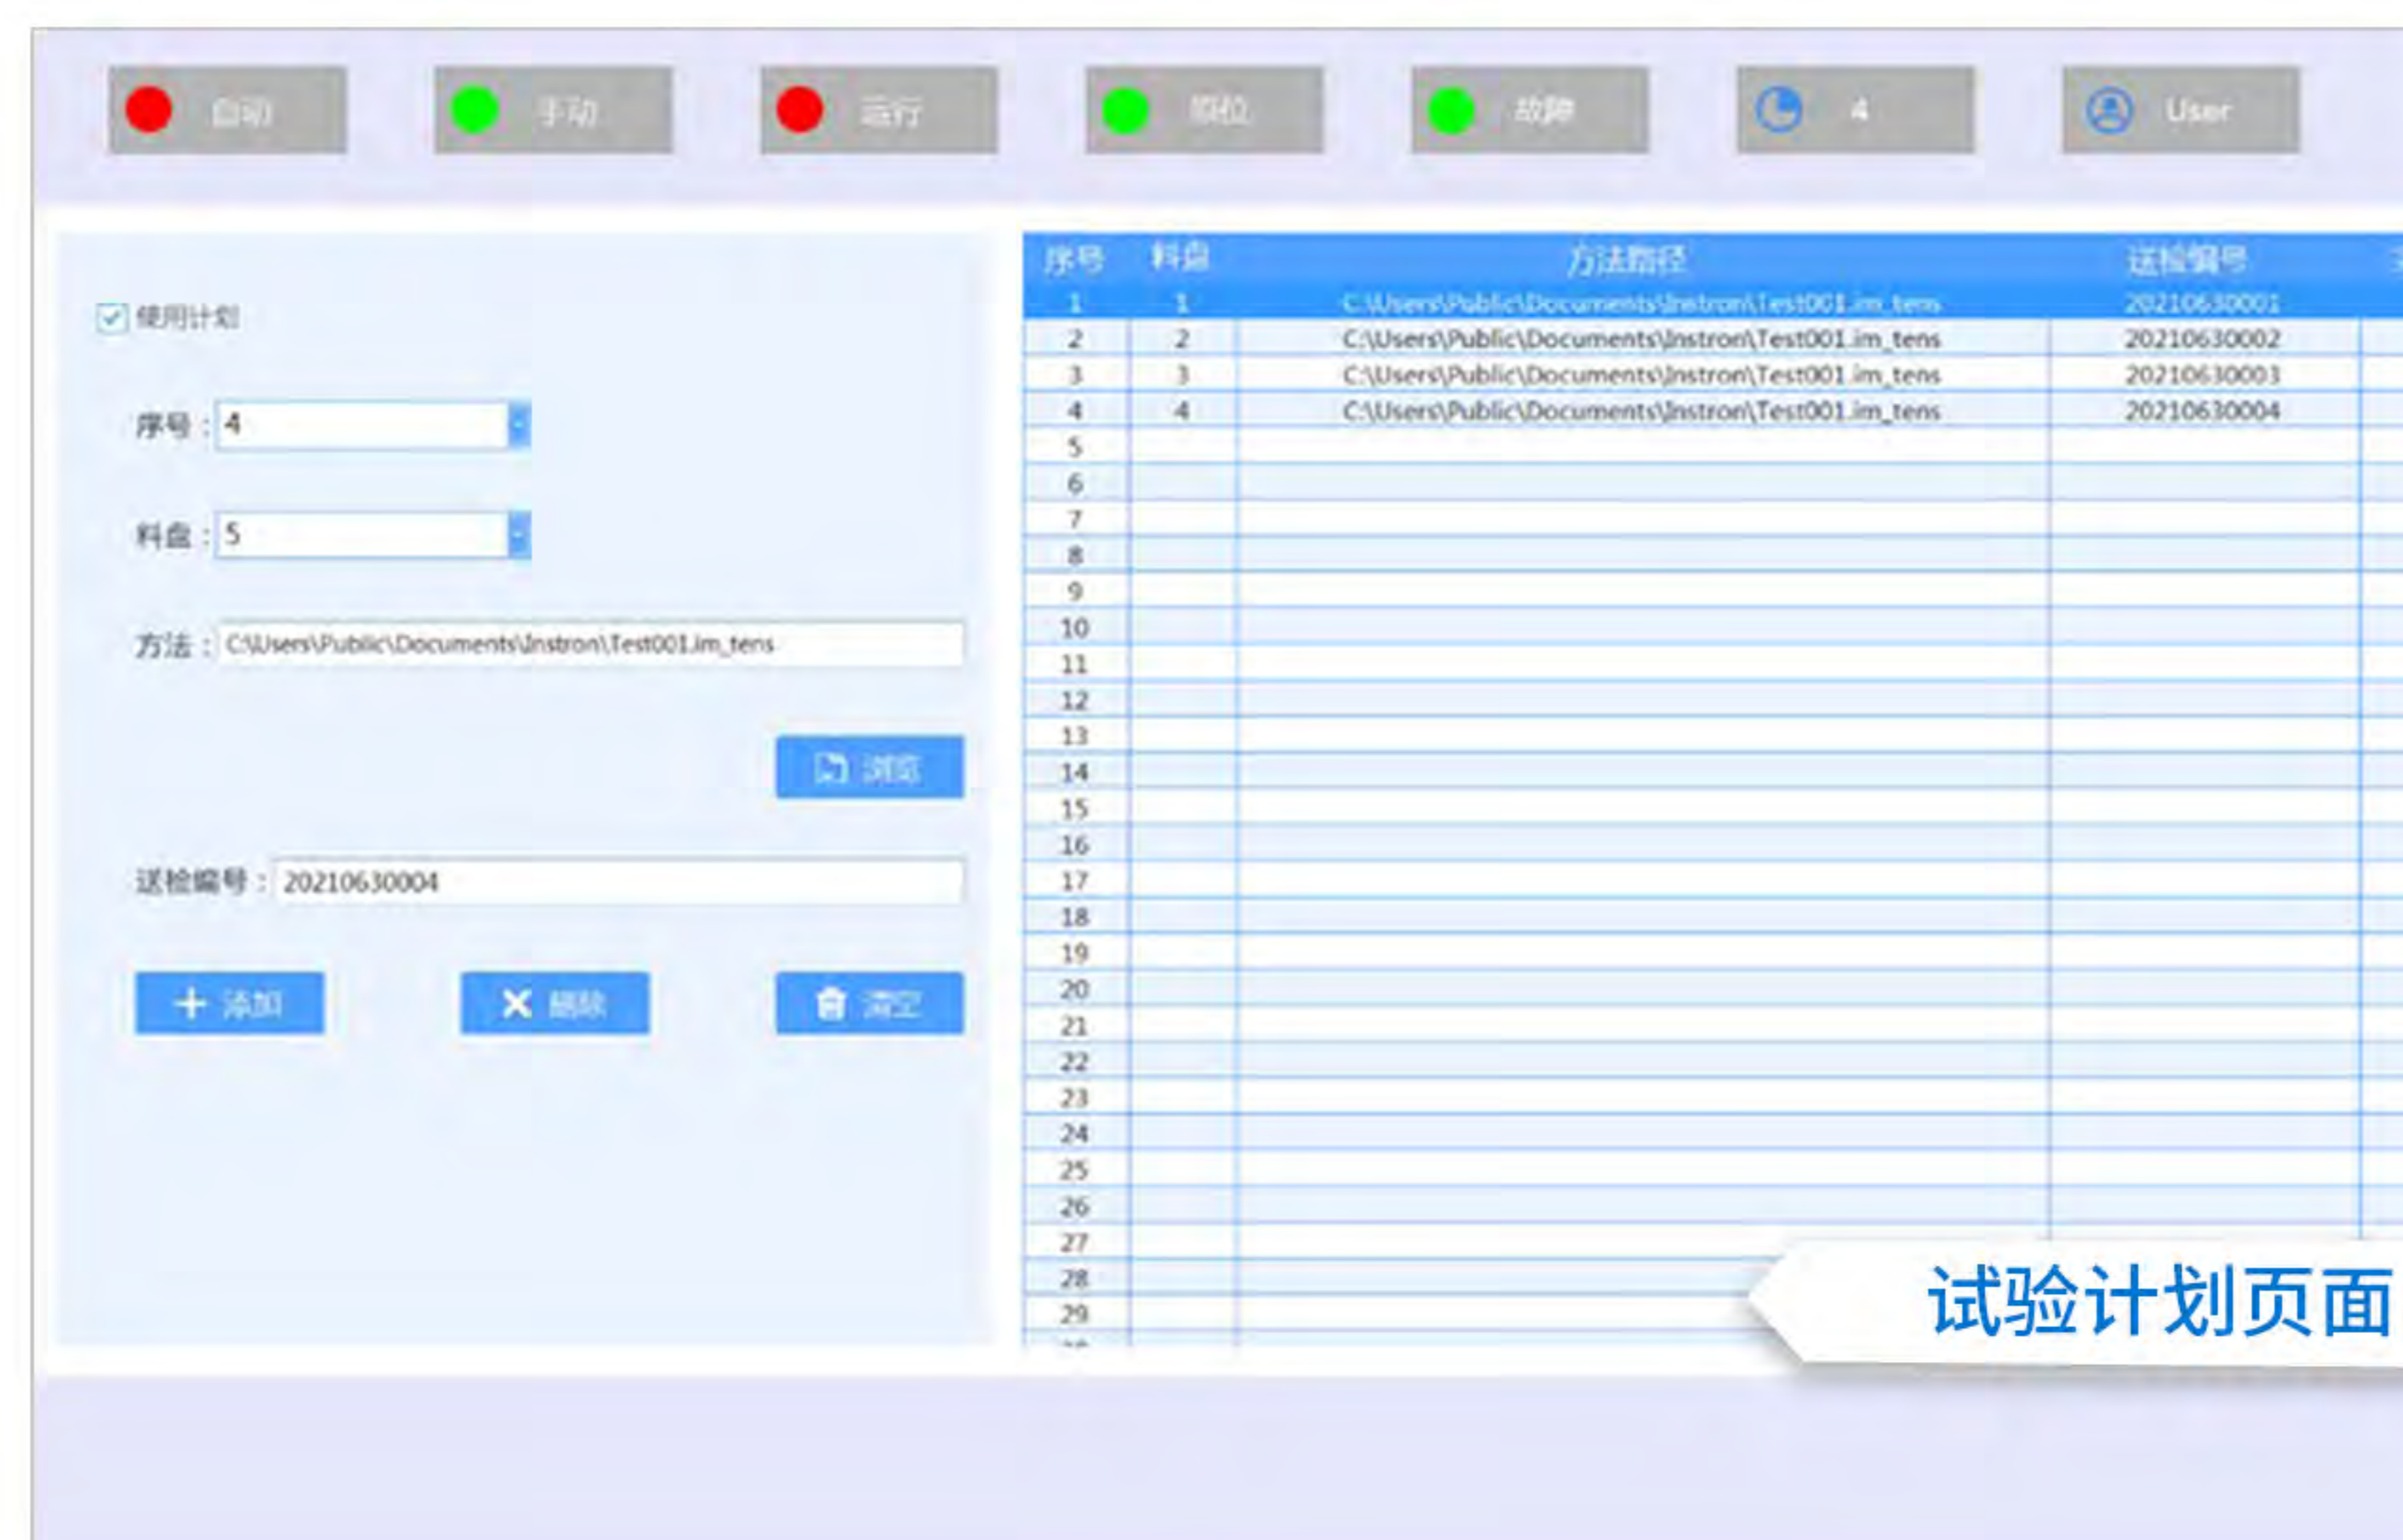 自动 手动 运行 原位 故障 4 User
使用计划
序号：4
料盘：5
方法：C:\Users\Public\Documents\Instron\Test001.im_tens
浏览
送检编号：20210630004
添加 删除 清空
序号 料盘 方法路径 送检编号
1 1 C:\Users\Public\Documents\Instron\Test001.im_tens 20210630001
2 2 C:\Users\Public\Documents\Instron\Test001.im_tens 20210630002
3 3 C:\Users\Public\Documents\Instron\Test001.im_tens 20210630003
4 4 C:\Users\Public\Documents\Instron\Test001.im_tens 20210630004
5
6
7
8
9
10
11
12
13
14
15
16
17
18
19
20
21
22
23
24
25
26
27
28
29
试验计划页面